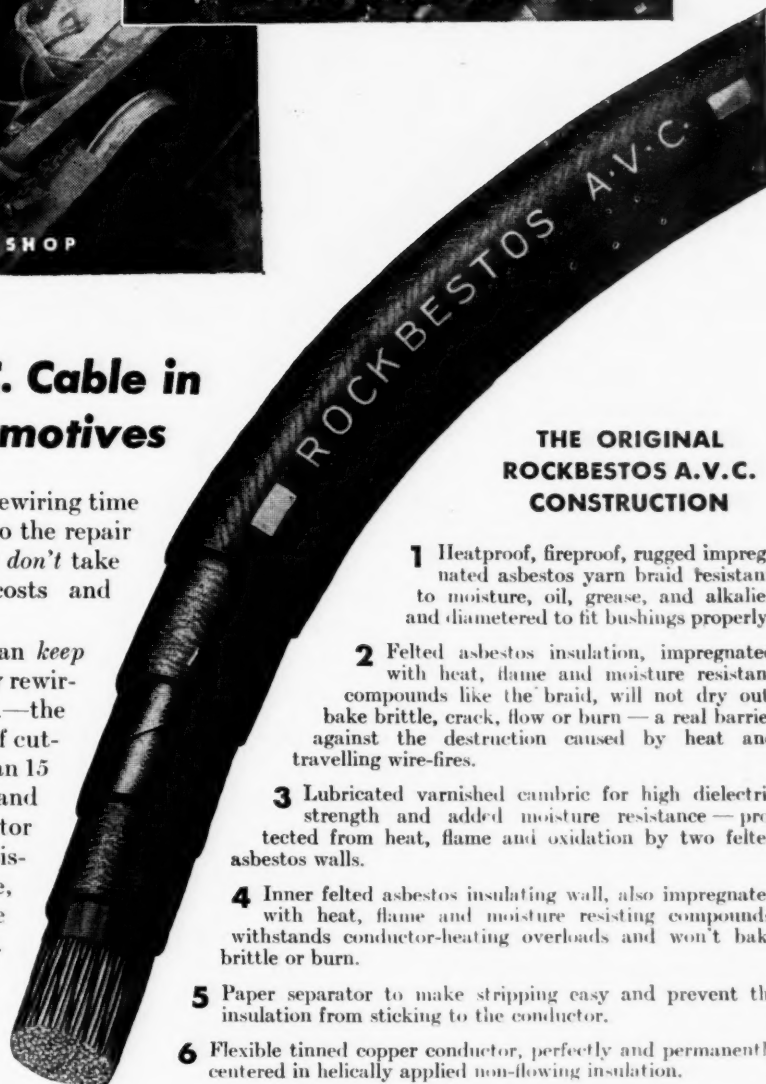 SHOP
. Cable in
motives
ewiring time
o the repair
don't take
costs and
an keep
y rewir-
—the
f cut-
an 15
and
tor
is-
e,
e
ROCKBESTOS A.V.C.
THE ORIGINAL
ROCKBESTOS A.V.C.
CONSTRUCTION
1 Heatproof, fireproof, rugged impreg-
nated asbestos yarn braid resistan
to moisture, oil, grease, and alkalie
and diametered to fit bushings properly
2 Felted asbestos insulation, impregnate
with heat, flame and moisture resistan
compounds like the braid, will not dry out
bake brittle, crack, flow or burn — a real barrie
against the destruction caused by heat an
travelling wire-fires.
3 Lubricated varnished cambric for high dielectri
strength and added moisture resistance — pro
tected from heat, flame and oxidation by two felte
asbestos walls.
4 Inner felted asbestos insulating wall, also impregnate
with heat, flame and moisture resisting compound
withstands conductor-heating overloads and won't bak
brittle or burn.
5 Paper separator to make stripping easy and prevent th
insulation from sticking to the conductor.
6 Flexible tinned copper conductor, perfectly and permanentl
centered in helically applied non-flowing insulation.